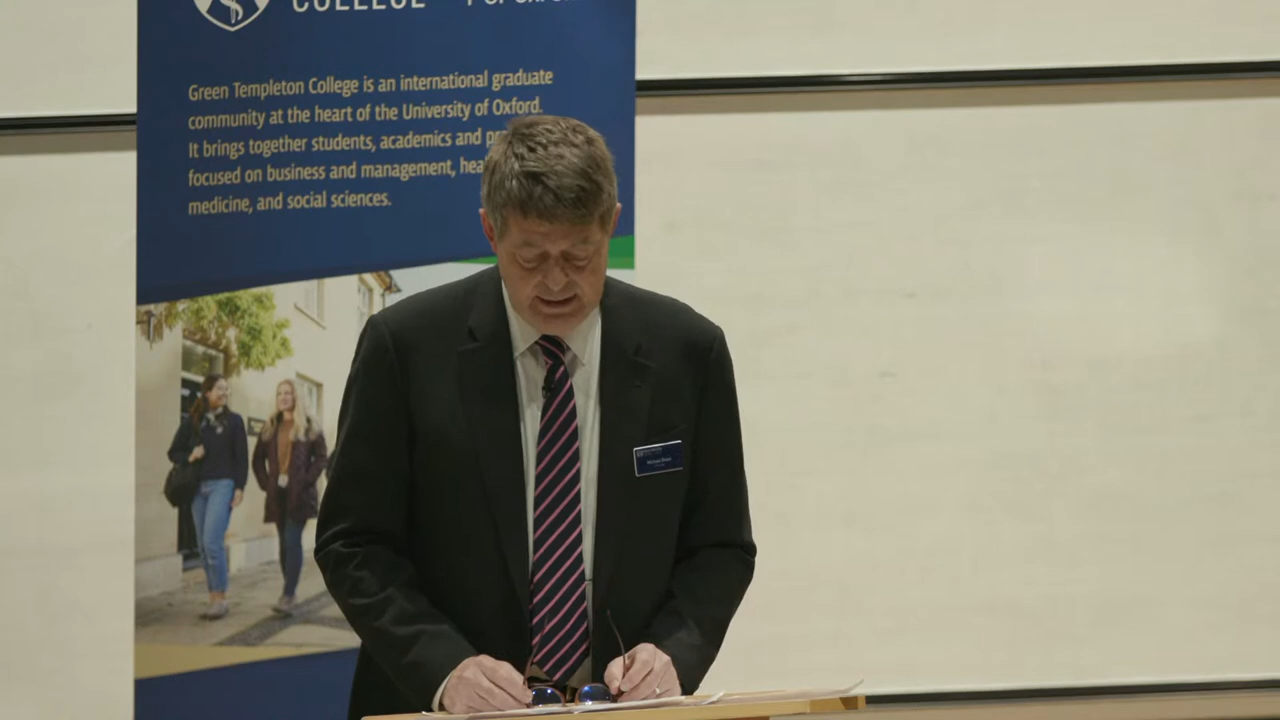 COLLEGE
Green Templeton College is an international graduate
community at the heart of the University of Oxford.
It brings together students, academics and
focused on business and management,
medicine, and social sciences.